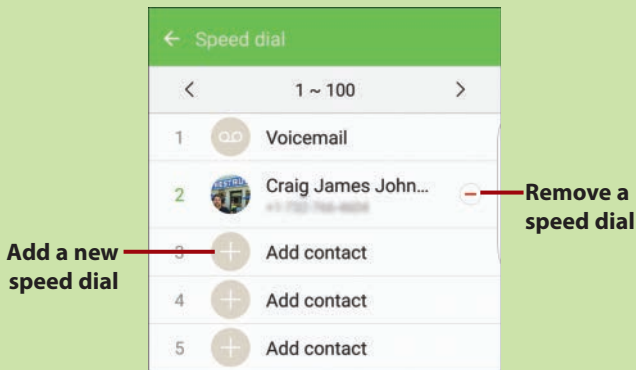 Speed dial
1 ~ 100
1 Voicemail
2 Craig James John...
Remove a
speed dial
Add a new
speed dial
3 Add contact
4 Add contact
5 Add contact